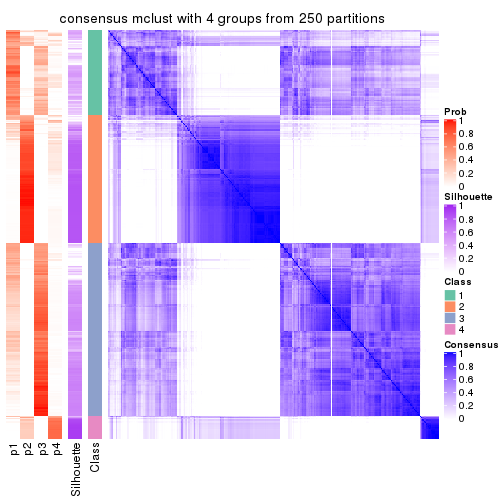 consensus mclust with 4 groups from 250 partitions
Prob
1
0.8
0.6
0.4
0.2
0
Silhouette
1
0.8
0.6
0.4
0.2
0
Class
1
2
3
4
Consensus
1
0.8
0.6
0.4
0.2
0
p1
p2
p3
p4
Silhouette
Class